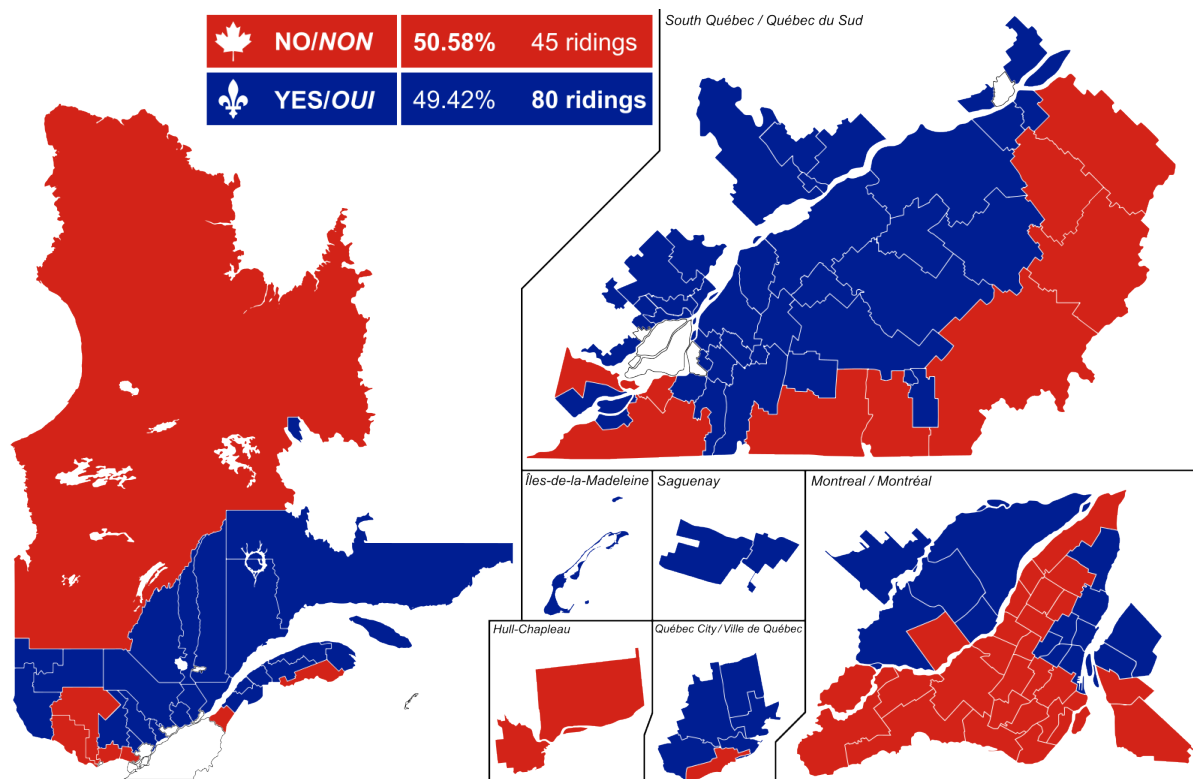 NO/NON 50.58% 45 ridings
YES/OUI 49.42% 80 ridings
South Québec / Québec du Sud
Îles-de-la-Madeleine
Saguenay
Montreal / Montréal
Hull-Chapleau
Québec City / Ville de Québec